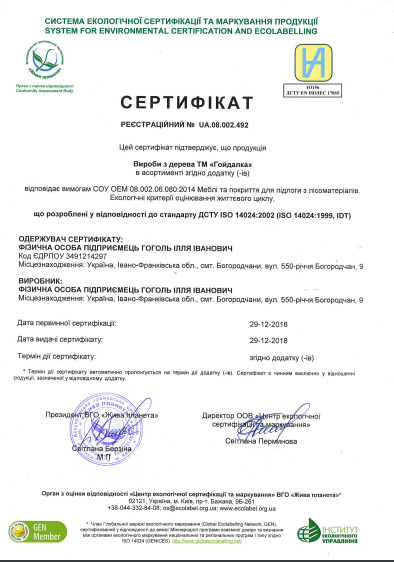 СИСТЕМА ЕКОЛОГІЧНОЇ СЕРТИФІКАЦІЇ ТА МАРКУВАННЯ ПРОДУКЦІЇ
SYSTEM FOR ENVIRONMENTAL CERTIFICATION AND ECOLABELLING
Орган з оцінки відповідності
Conformity Assessment Body
1O156
ДСТУ EN ISO/IEC 17065
СЕРТИФІКАТ
РЕЄСТРАЦІЙНИЙ № UA.08.002.492
Цей сертифікат підтверджує, що продукція
Вироби з дерева ТМ «Гойдалка»
в асортименті згідно додатку (-ів)
відповідає вимогам СОУ ОЕМ 08.002.06.080:2014 Меблі та покриття для підлоги з лісоматеріалів.
Екологічні критерії оцінювання життєвого циклу,
що розроблені у відповідності до стандарту ДСТУ ISO 14024:2002 (ISO 14024:1999, IDT)
ОДЕРЖУВАЧ СЕРТИФІКАТУ:
ФІЗИЧНА ОСОБА ПІДПРИЄМЕЦЬ ГОГОЛЬ ІЛЛЯ ІВАНОВИЧ
Код ЄДРПОУ 3491214297
Місцезнаходження: Україна, Івано-Франківська обл., смт. Богородчани, вул. 550-річчя Богородчан, 9
ВИРОБНИК:
ФІЗИЧНА ОСОБА ПІДПРИЄМЕЦЬ ГОГОЛЬ ІЛЛЯ ІВАНОВИЧ
Місцезнаходження: Україна, Івано-Франківська обл., смт. Богородчани, вул. 550-річчя Богородчан, 9
Дата первинної сертифікації: 29-12-2018
Дата видачі сертифікату: 29-12-2018
Термін дії сертифікату: згідно додатку (-ів)
* Термін дії сертифікату автоматично пролонгується на термін дії додатку (-ів). Сертифікат є чинним виключно у відношенні
продукції, зазначеної у відповідному додатку.
Президент ВГО «Жива планета»
Світлана Берзіна
М.П.
Директор ООВ «Центр екологічної
сертифікації та маркування»
Світлана Перминова
Орган з оцінки відповідності «Центр екологічної сертифікації та маркування» ВГО «Жива планета»*
02121, Україна, м. Київ, пр-т. Бажана, 9Б-261
+38-044-332-84-08; ox@ecolabel.org.ua; www.ecolabel.org.ua
GEN
Member
* Член Глобальної мережі екологічного маркування (Global Ecolabelling Network, GEN),
сертифікований у відповідності до вимог Міжнародної програми взаємної довіри та визнання
між органами екологічного маркування національних та регіональних програм І типу згідно
ISO 14024 (GENICES) http://www.globalecolabelling.net/
ІНСТИТУТ
ЕКОЛОГІЧНОГО
УПРАВЛІННЯ